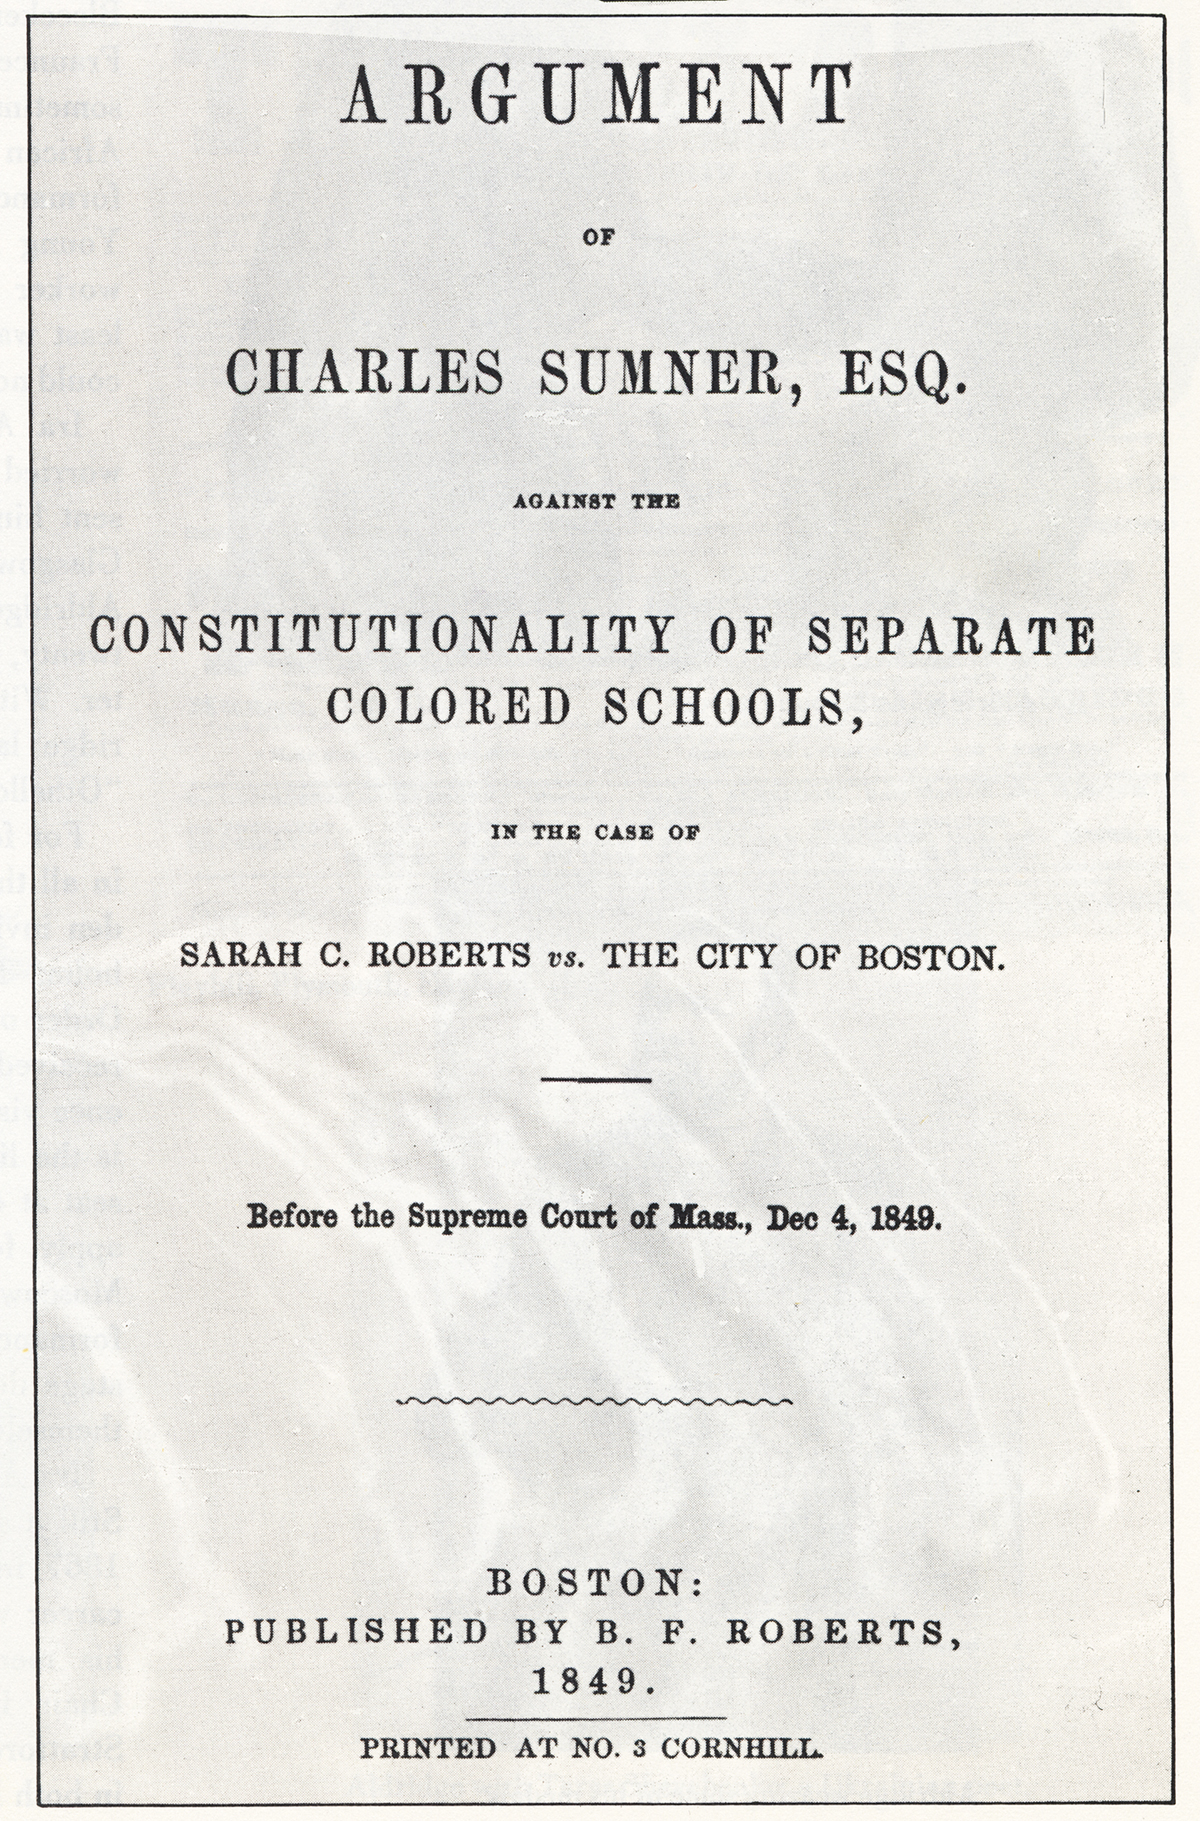 ARGUMENT
OF
CHARLES SUMNER, ESQ.
AGAINST THE
CONSTITUTIONALITY OF SEPARATE
COLORED SCHOOLS,
IN THE CASE OF
SARAH C. ROBERTS vs. THE CITY OF BOSTON.
Before the Supreme Court of Mass., Dec 4, 1849.
BOSTON:
PUBLISHED BY B. F. ROBERTS,
1849.
PRINTED AT NO. 3 CORNHILL.